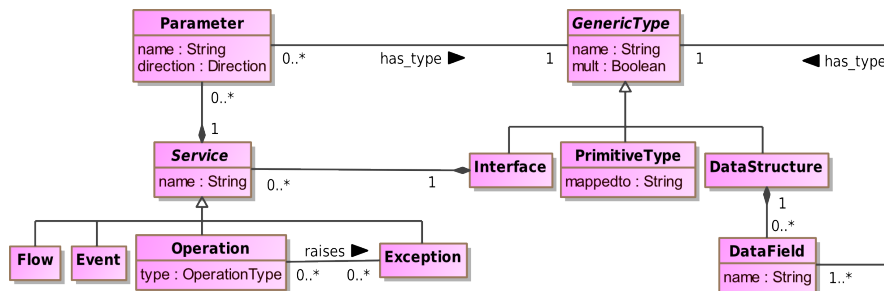 Parameter
name : String
direction : Direction
0..*
has_type
1
GenericType
name : String
mult : Boolean
1
has_type
0..*
1
Service
name : String
0..*
1
Interface
PrimitiveType
mappedto : String
DataStructure
1
0..*
Flow
Event
Operation
type : OperationType
raises
0..*
0..*
Exception
DataField
name : String
1..*